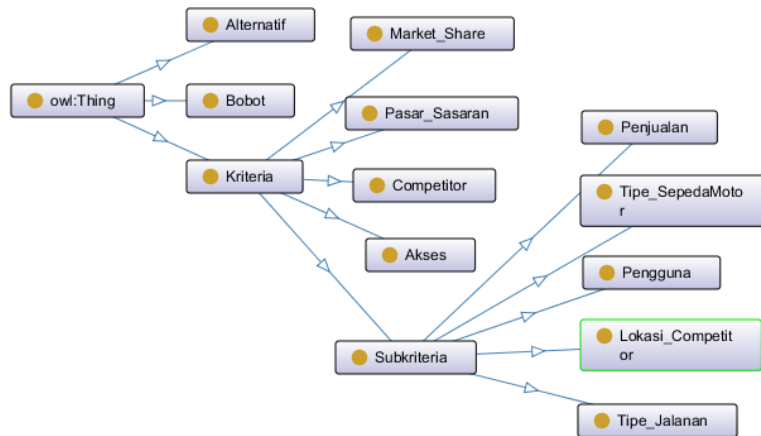 Alternatif
Market_Share
owl:Thing
Bobot
Pasar_Sasaran
Penjualan
Kriteria
Competitor
Tipe_SepedaMoto
r
Akses
Pengguna
Subkriteria
Lokasi_Competit
or
Tipe_Jalanan